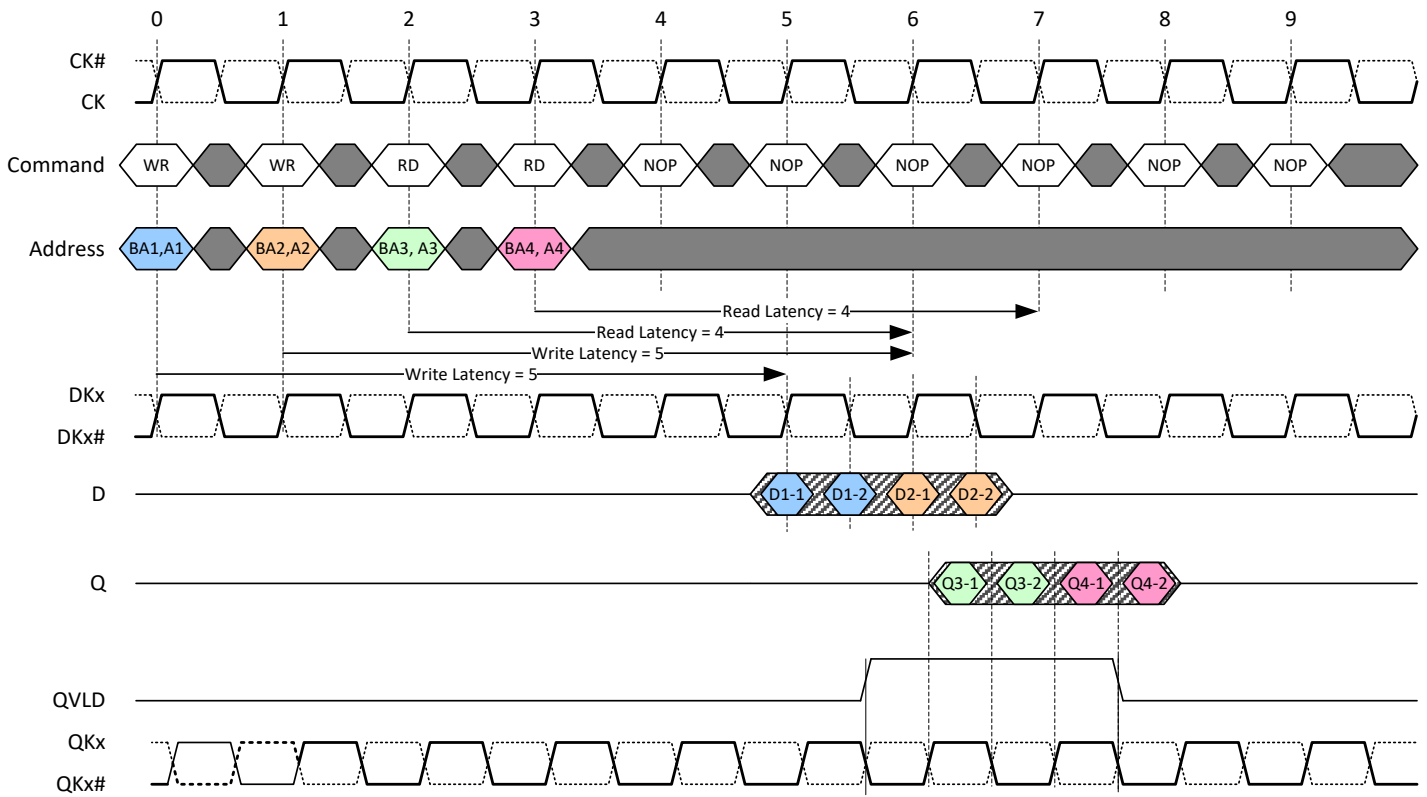 0 1 2 3 4 5 6 7 8 9
CK#
CK
Command WR WR RD RD NOP NOP NOP NOP NOP NOP
Address BA1,A1 BA2,A2 BA3, A3 BA4, A4
Read Latency = 4
Read Latency = 4
Write Latency = 5
Write Latency = 5
DKx
DKx#
D D1-1 D1-2 D2-1 D2-2
Q Q3-1 Q3-2 Q4-1 Q4-2
QVLD
QKx
QKx#